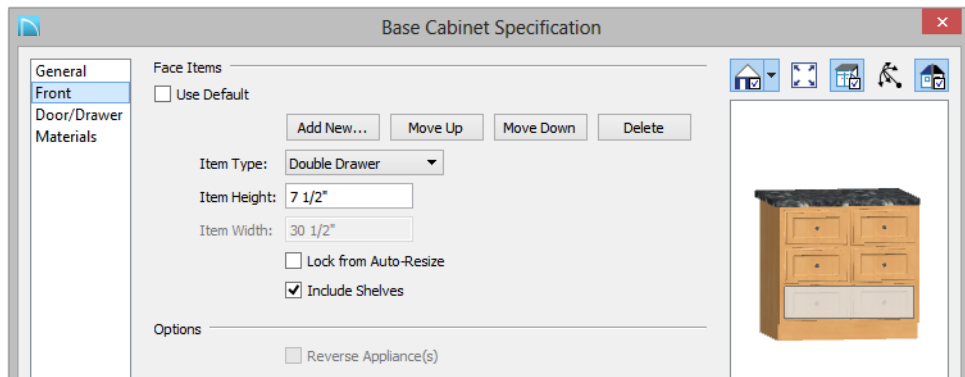 Base Cabinet Specification
General
Front
Door/Drawer
Materials
Face Items
Use Default
Add New... Move Up Move Down Delete
Item Type: Double Drawer
Item Height: 7 1/2"
Item Width: 30 1/2"
Lock from Auto-Resize
Include Shelves
Options
Reverse Appliance(s)